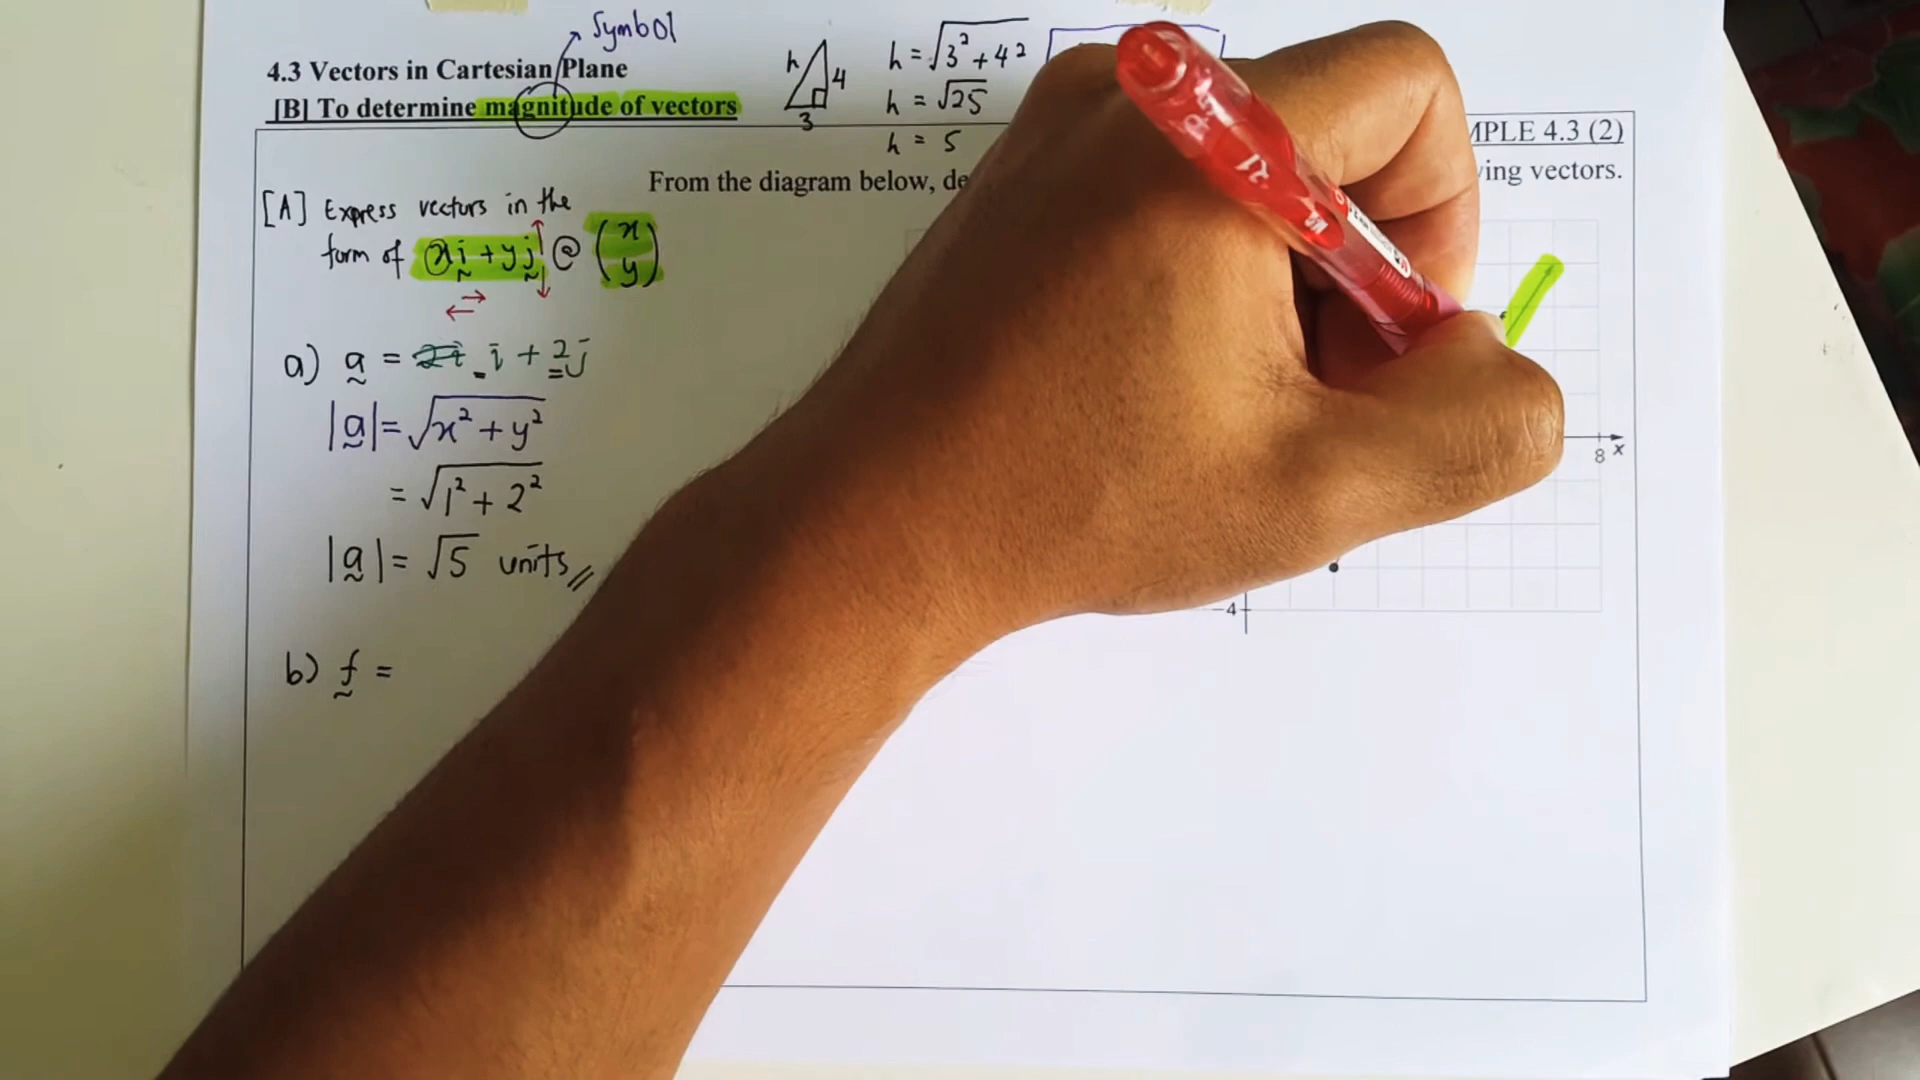 Symbol
4.3 Vectors in Cartesian Plane
[B] To determine magnitude of vectors
h 4 3
h = √3² + 4²
h = √25
h = 5
MPLE 4.3 (2)
From the diagram below, de
ving vectors.
[A] Express vectors in the
form of xi + yj @ (x y)
a) a = 2i i + 2j
|a| = √x² + y²
= √1² + 2²
|a| = √5 units //
b) f =
8 x
-4